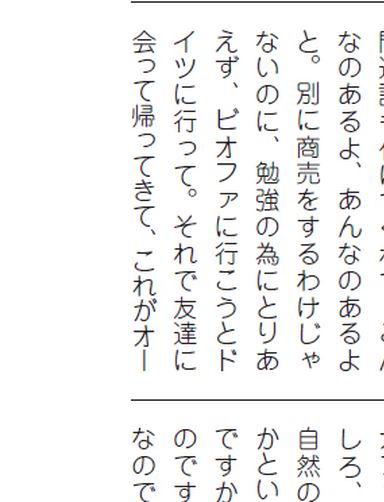 なのあるよ、あんなのあるよ
と。別に商売をするわけじゃ
ないのに、勉強の為にとりあ
えず、ビオファに行こうとド
イツに行って。それで友達に
会って帰ってきて、これがオー
しろ、
自然の
かとい
ですか
のです
なので